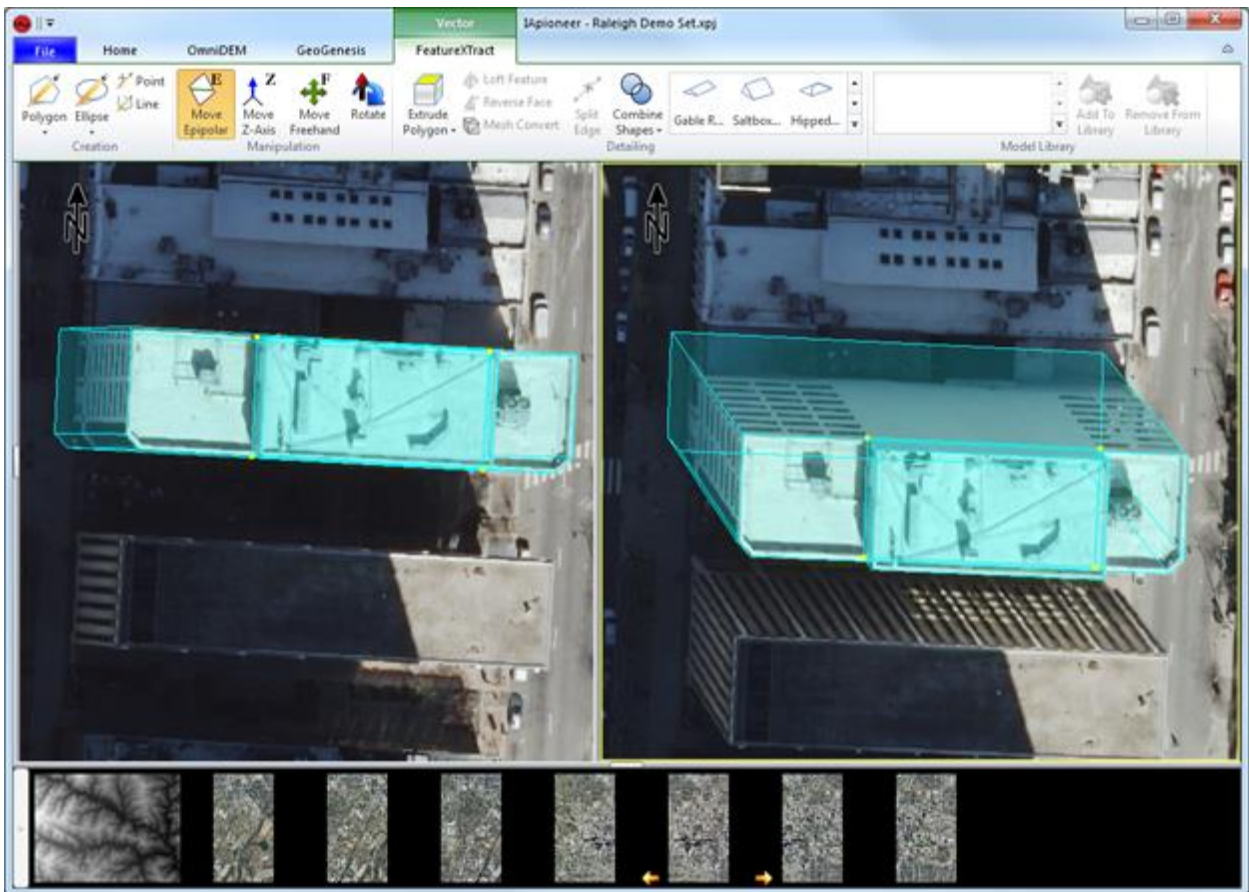 Vector
IApioneer - Raleigh Demo Set.xpj
File
Home
OmniDEM
GeoGenesis
FeatureXTract
Polygon
Ellipse
Point
Line
Creation
E
Move Epipolar
Z
Move Z-Axis
F
Move Freehand
Rotate
Manipulation
Extrude Polygon
Loft Feature
Reverse Face
Mesh Convert
Split Edge
Combine Shapes
Gable R...
Saltbox...
Hipped...
Detailing
Add To Library
Remove From Library
Model Library
N
N